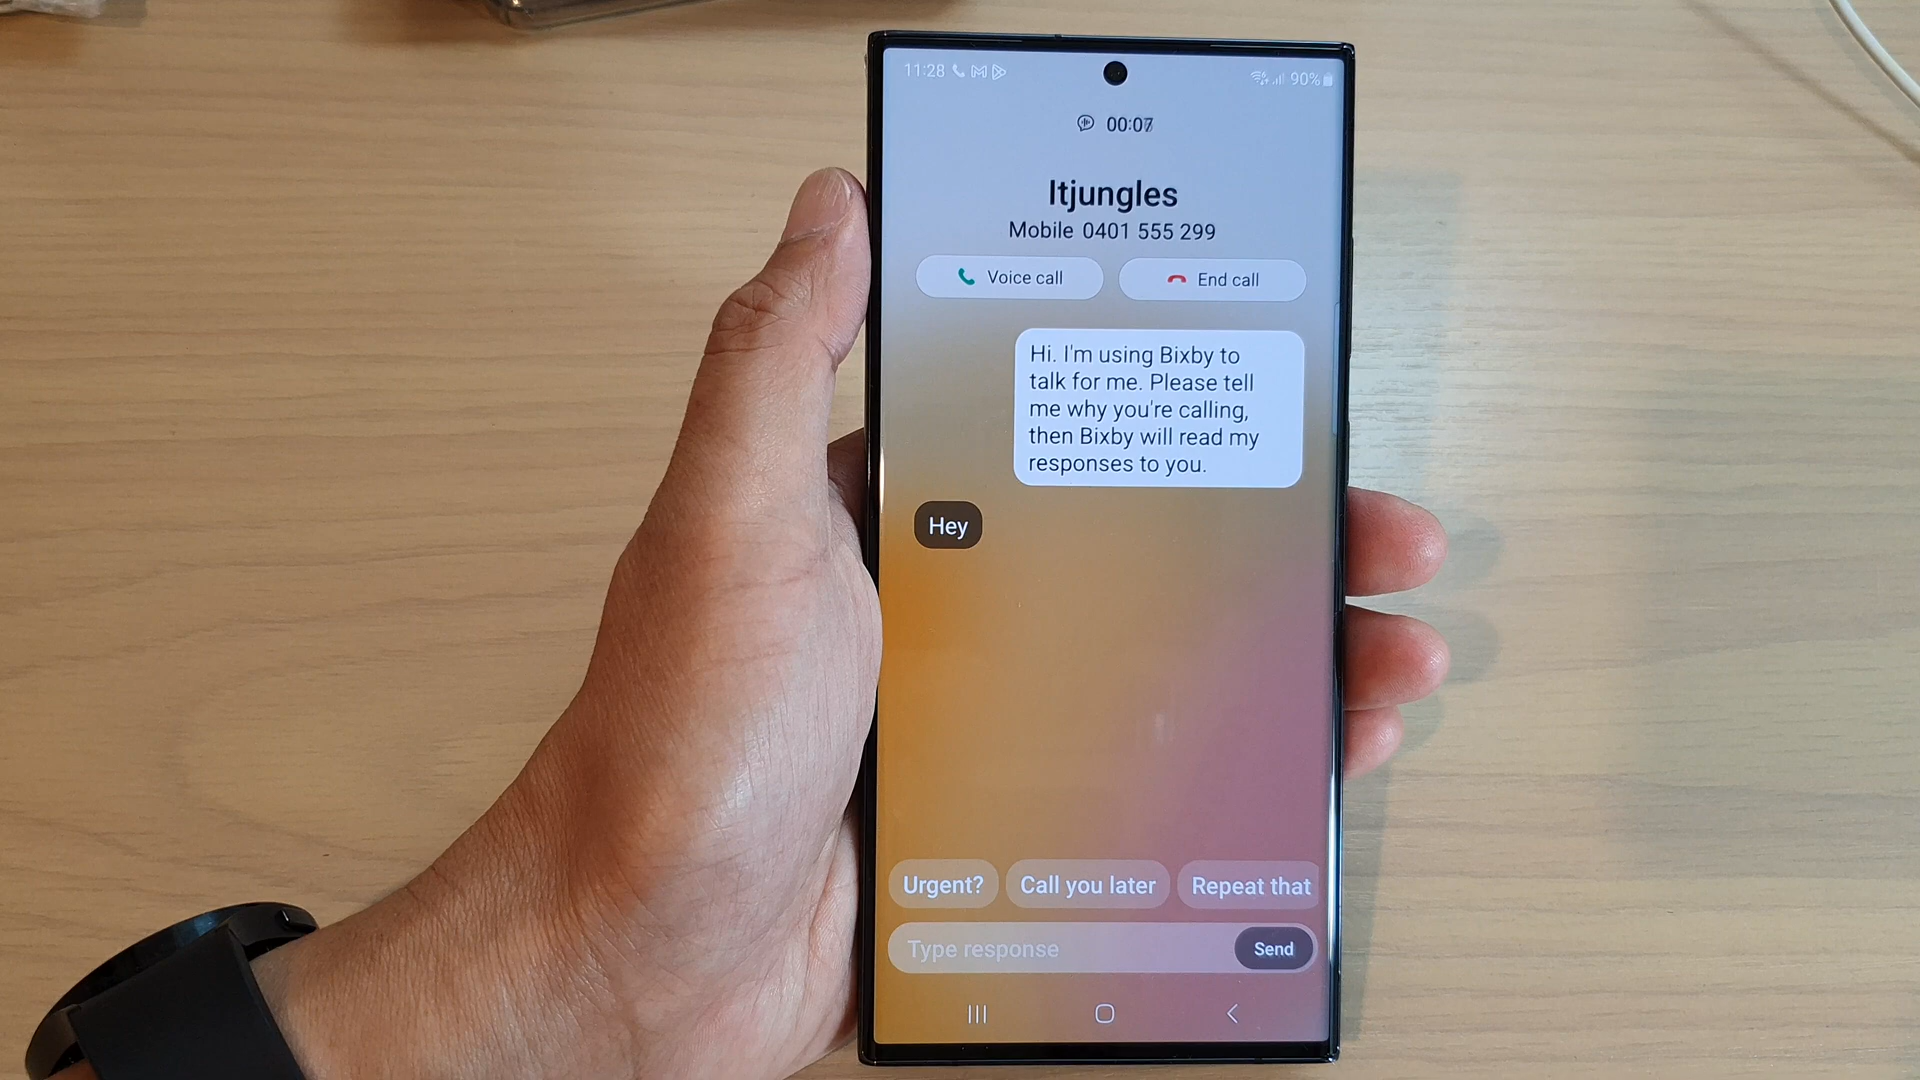 11:28 90%
00:07
Itjungles
Mobile 0401 555 299
Voice call End call
Hi. I'm using Bixby to
talk for me. Please tell
me why you're calling,
then Bixby will read my
responses to you.
Hey
Urgent? Call you later Repeat that
Type response Send